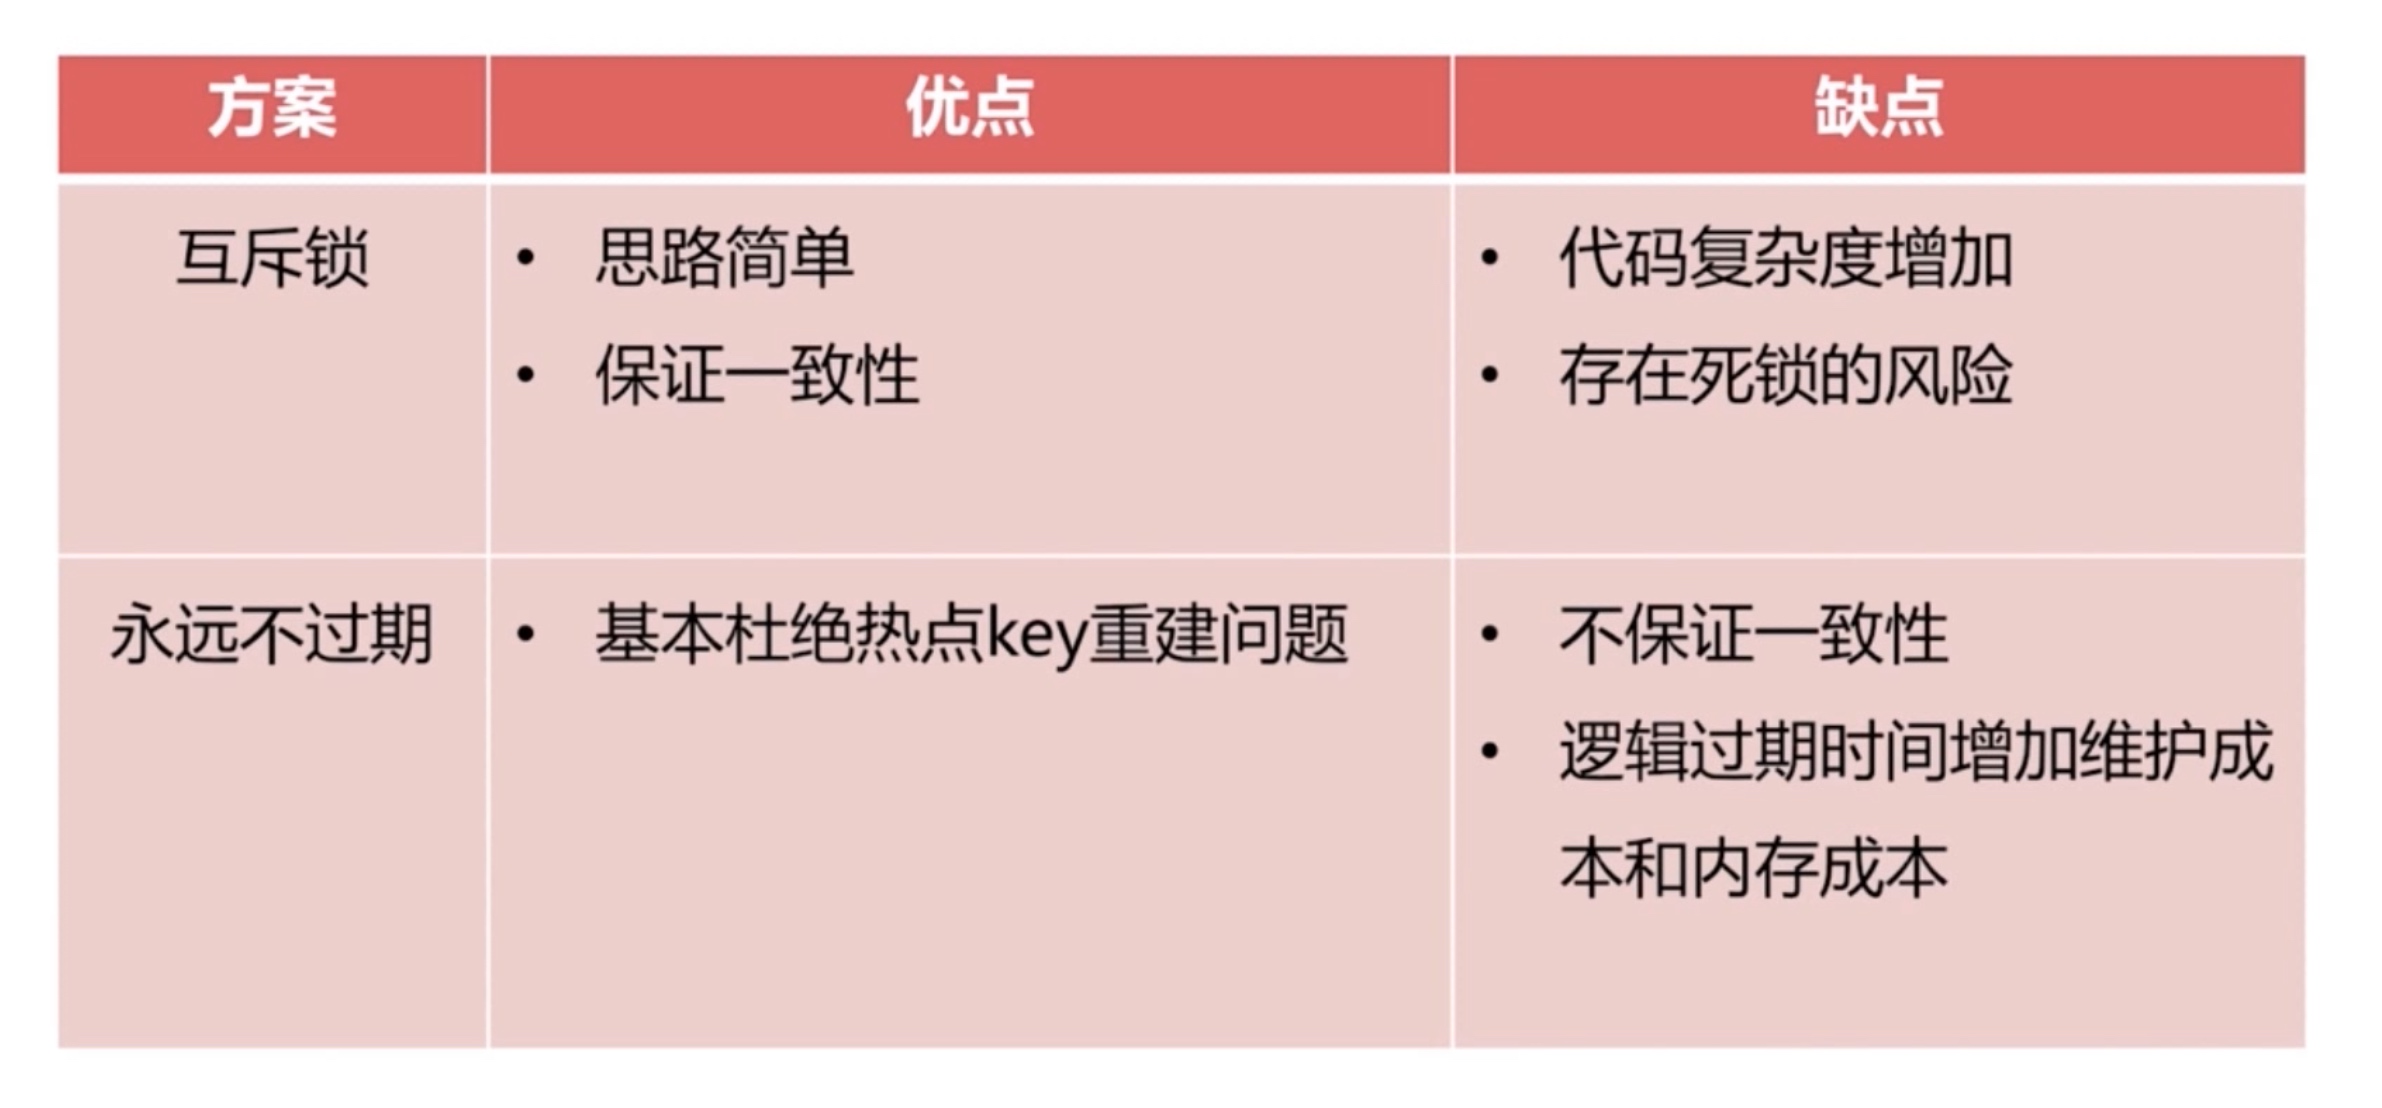 方案 优点 缺点
互斥锁 • 思路简单 • 代码复杂度增加
• 保证一致性 • 存在死锁的风险
永远不过期 • 基本杜绝热点key重建问题 • 不保证一致性
• 逻辑过期时间增加维护成
本和内存成本